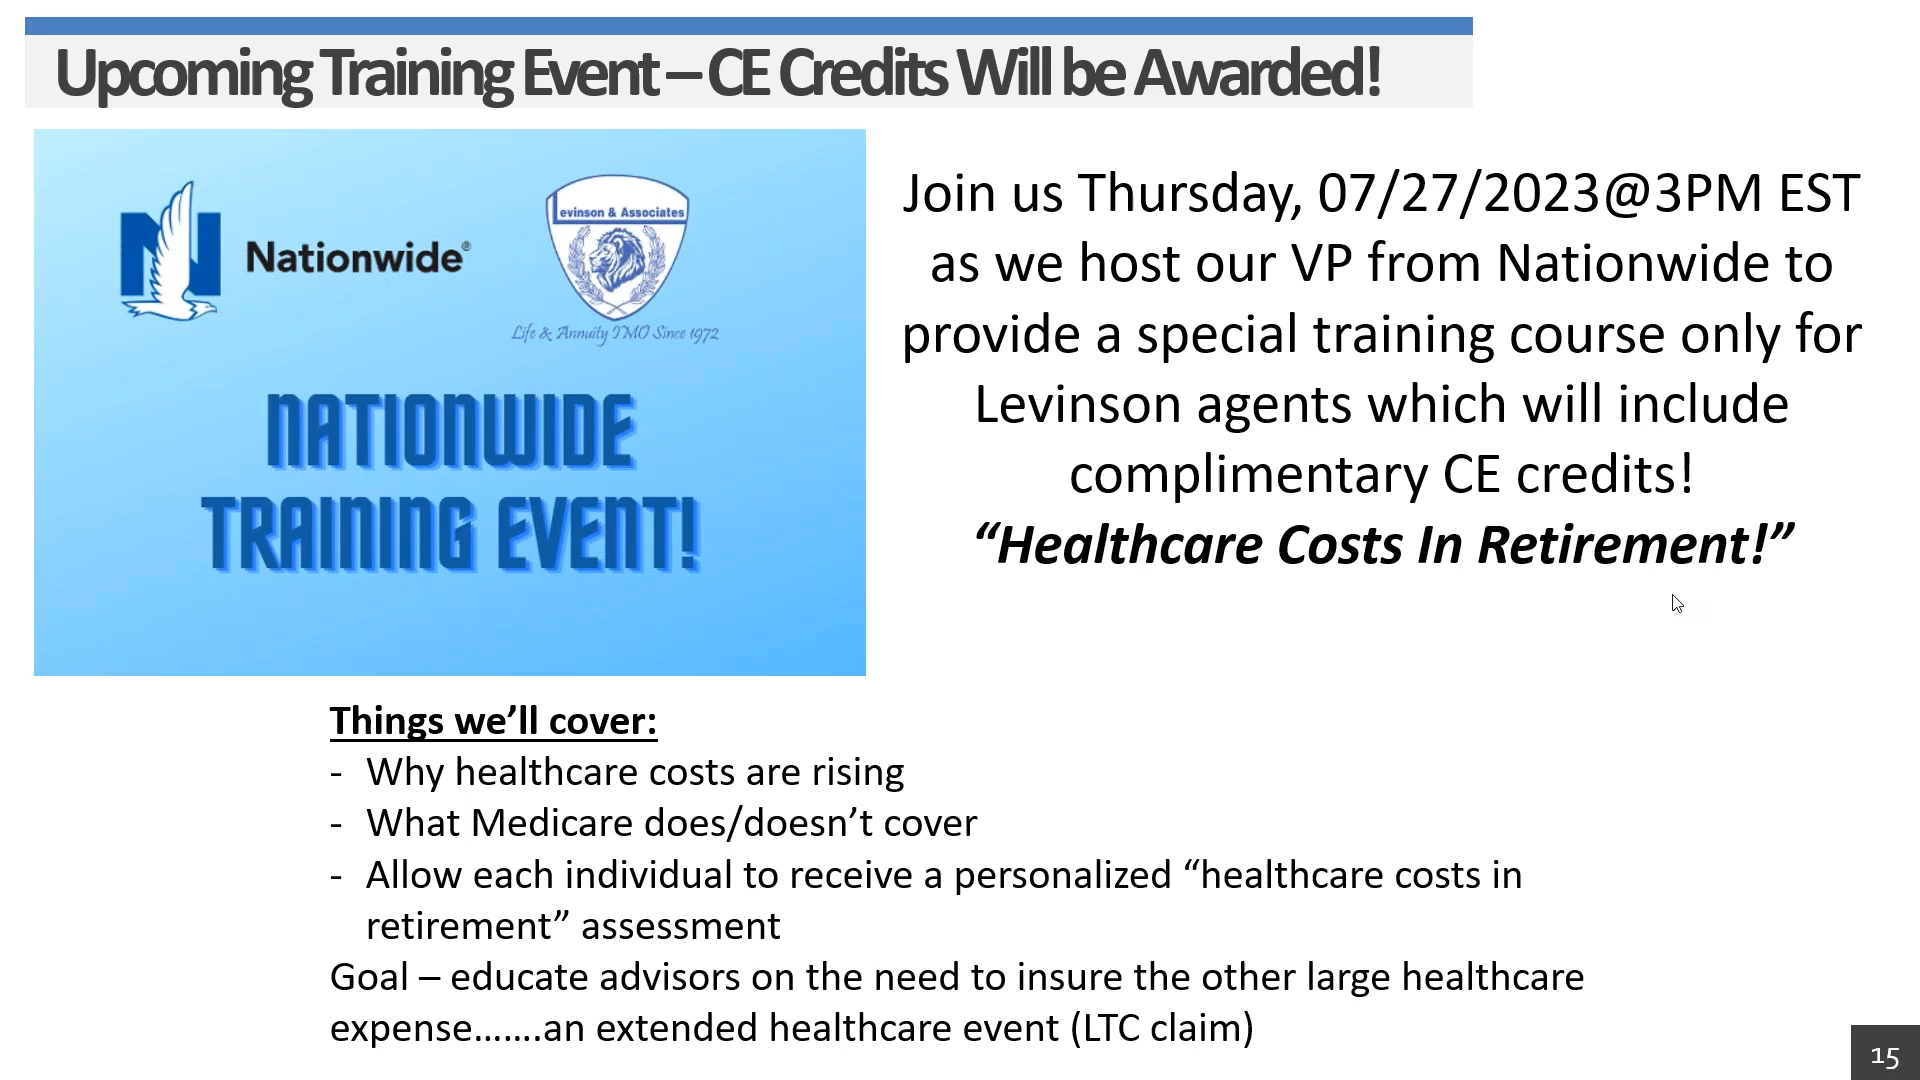 Upcoming Training Event – CE Credits Will be Awarded!
Nationwide®
Levinson & Associates
Life & Annuity IMO Since 1972
NATIONWIDE
TRAINING EVENT!
Join us Thursday, 07/27/2023@3PM EST
as we host our VP from Nationwide to
provide a special training course only for
Levinson agents which will include
complimentary CE credits!
“Healthcare Costs In Retirement!”
Things we’ll cover:
- Why healthcare costs are rising
- What Medicare does/doesn’t cover
- Allow each individual to receive a personalized “healthcare costs in
retirement” assessment
Goal – educate advisors on the need to insure the other large healthcare
expense…….an extended healthcare event (LTC claim)
15